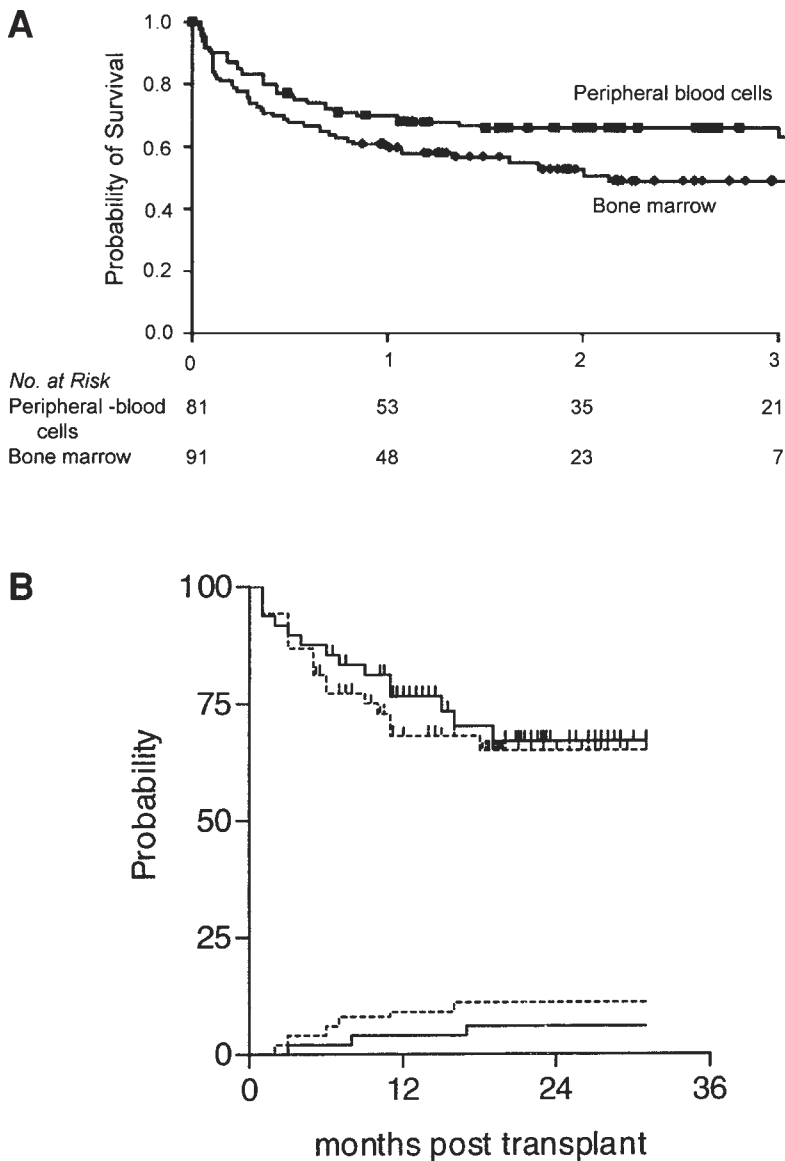 A
Probability of Survival
1.0
0.8
0.6
0.4
0.2
0.0
Peripheral blood cells
Bone marrow
0 1 2 3
No. at Risk
Peripheral -blood 81 53 35 21
cells
Bone marrow 91 48 23 7
B
Probability
100
75
50
25
0
0 12 24 36
months post transplant